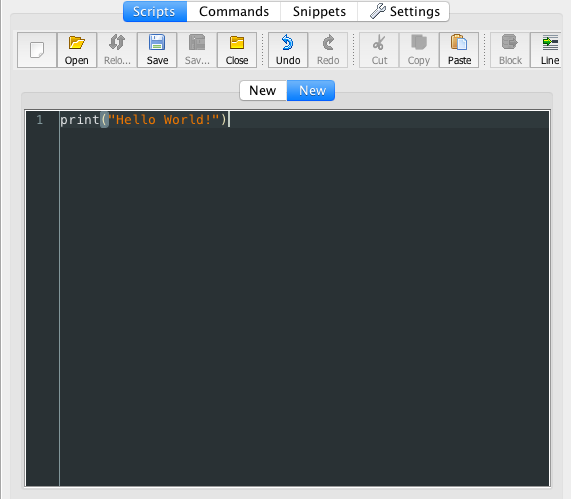 Scripts Commands Snippets Settings
Open Relo... Save Sav... Close Undo Redo Cut Copy Paste Block Line
New New
1 print("Hello World!")